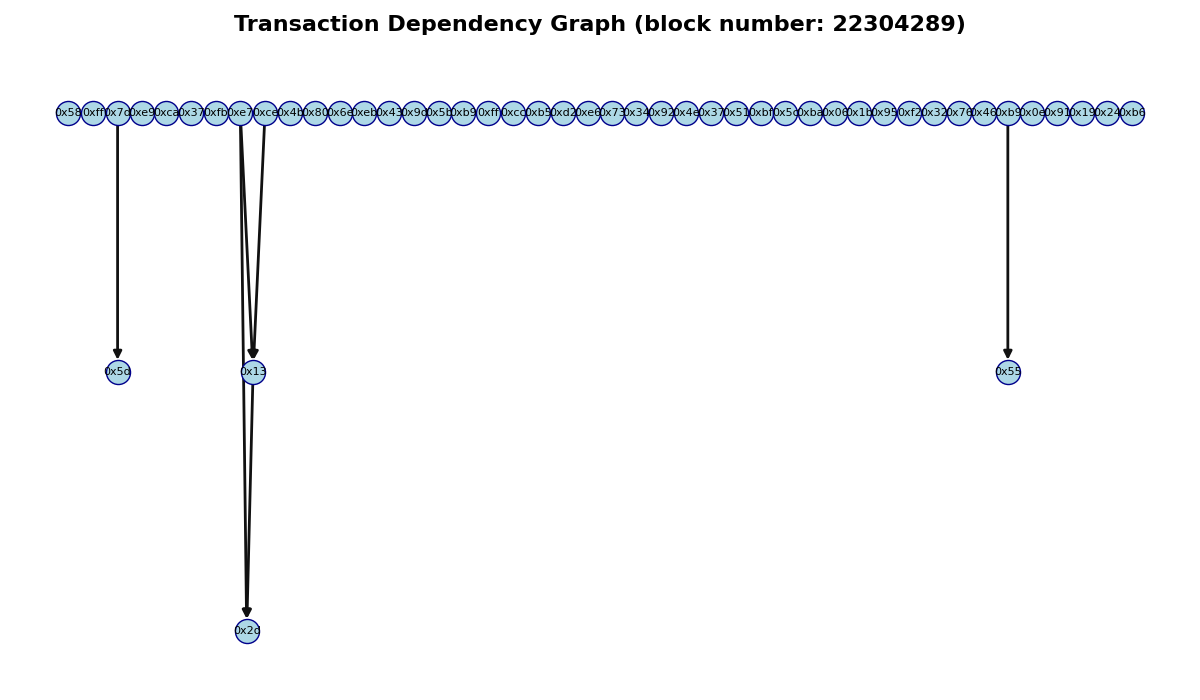 Transaction Dependency Graph (block number: 22304289)
0x58 0xff 0x7d 0xe9 0xca 0x37 0xfb 0xe7 0xce 0x4b 0x80 0x6e 0xeb 0x43 0x9d 0x5b 0xb9 0xff 0xcc 0xb5 0xd2 0xe6 0x73 0x34 0x92 0x4e 0x37 0x51 0xbf 0x5c 0xba 0x06 0x1b 0x95 0xf2 0x32 0x76 0x46 0xb9 0x0e 0x91 0x19 0x24 0xb6
0x5d 0x13 0x55